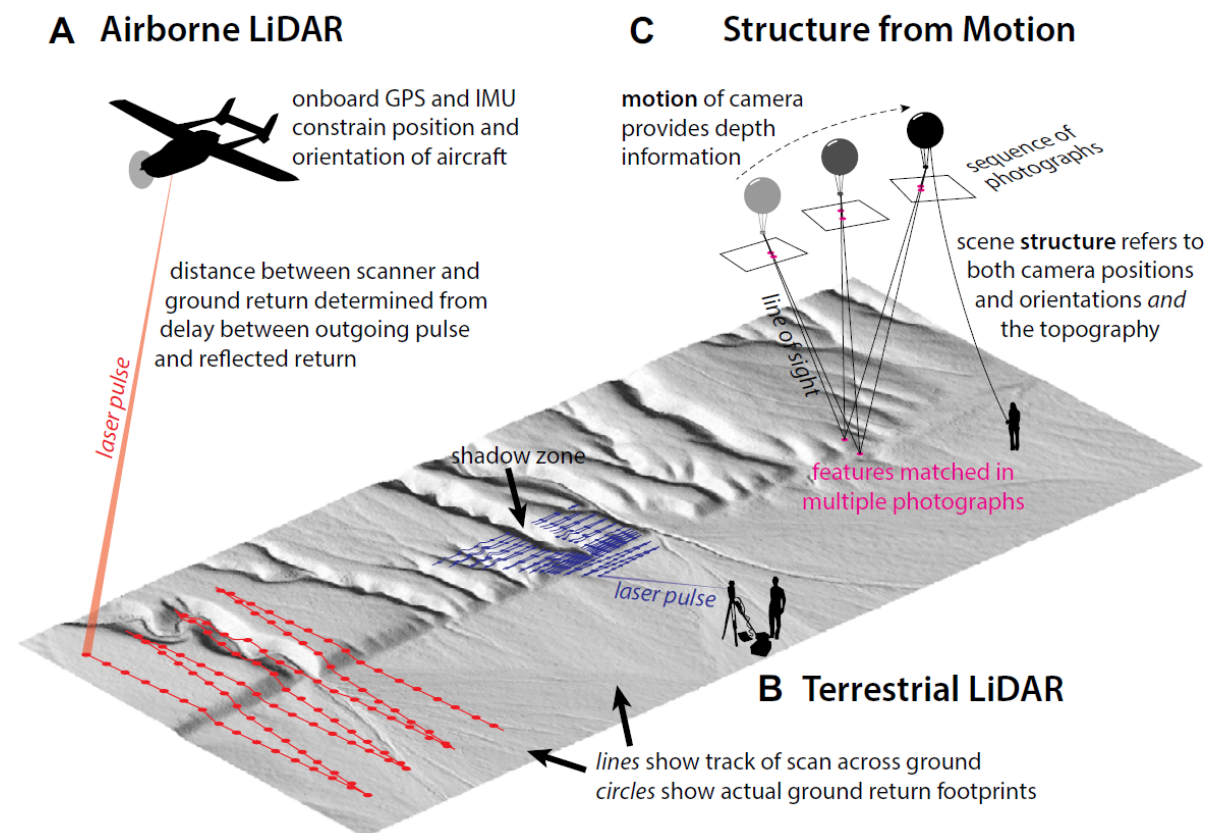 A Airborne LiDAR
onboard GPS and IMU
constrain position and
orientation of aircraft
distance between scanner and
ground return determined from
delay between outgoing pulse
and reflected return
laser pulse
C Structure from Motion
motion of camera
provides depth
information
sequence of
photographs
scene structure refers to
both camera positions
and orientations and
the topography
line of sight
features matched in
multiple photographs
shadow zone
laser pulse
B Terrestrial LiDAR
lines show track of scan across ground
circles show actual ground return footprints